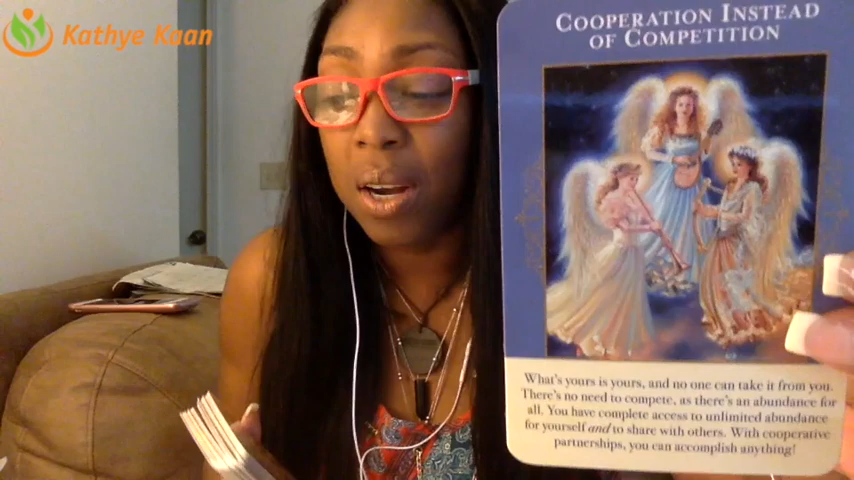 Kathye Kaan
COOPERATION INSTEAD
OF COMPETITION
What's yours is yours, and no one can take it from you.
There's no need to compete, as there's an abundance for
all. You have complete access to unlimited abundance
for yourself and to share with others. With cooperative
partnerships, you can accomplish anything!